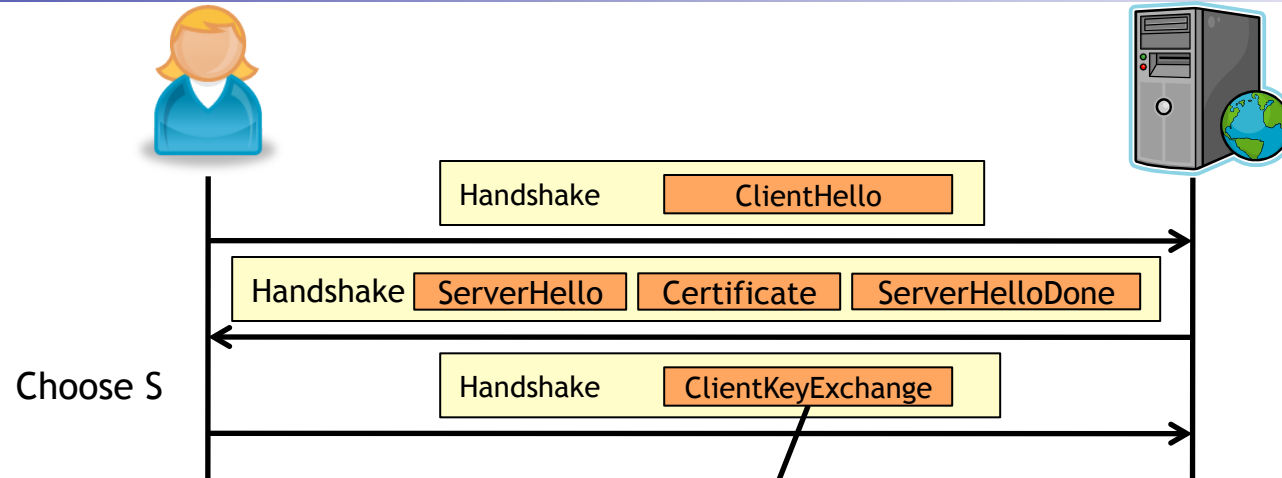 Handshake ClientHello
Handshake ServerHello Certificate ServerHelloDone
Choose S Handshake ClientKeyExchange